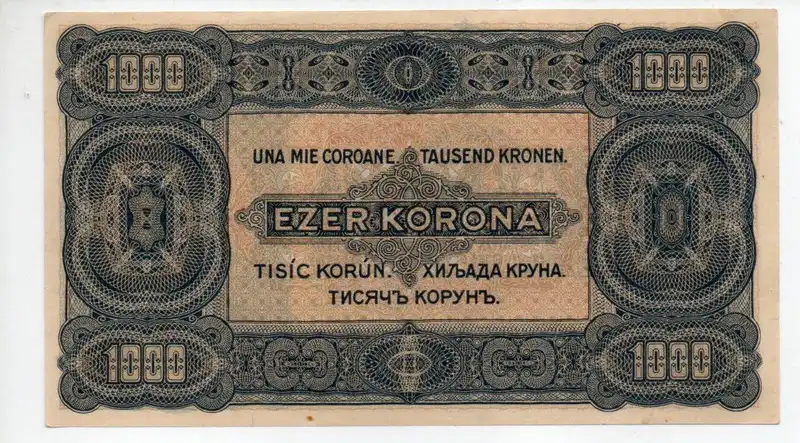 1000 1000
UNA MIE COROANE. TAUSEND KRONEN.
EZER KORONA
TISÍC KORÚN. ХИЉАДА КРУНА.
ТИСЯЧЪ КОРУНЪ.
1000 1000